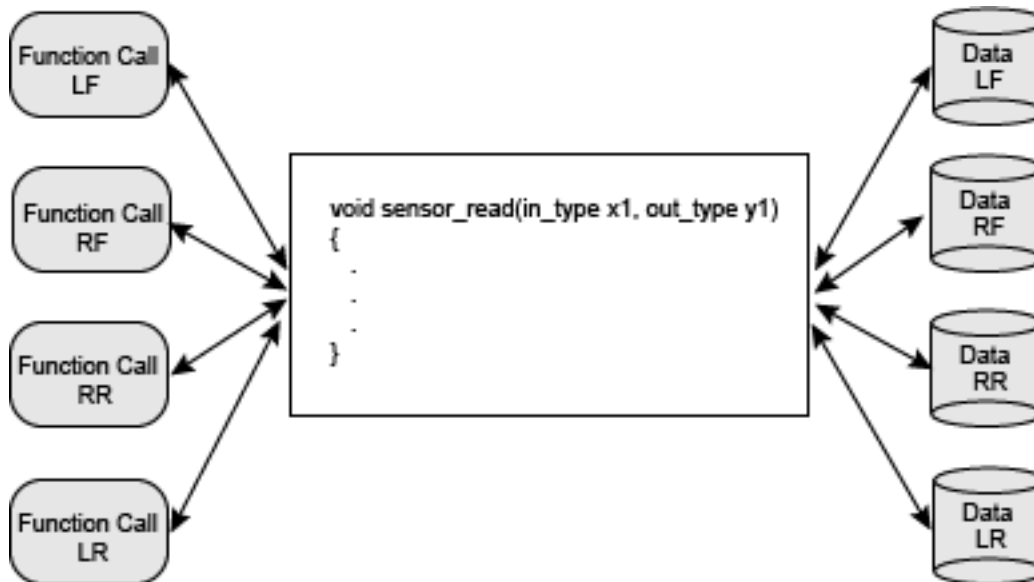 Function Call
LF
Function Call
RF
Function Call
RR
Function Call
LR
void sensor_read(in_type x1, out_type y1)
{
.
.
.
}
Data
LF
Data
RF
Data
RR
Data
LR